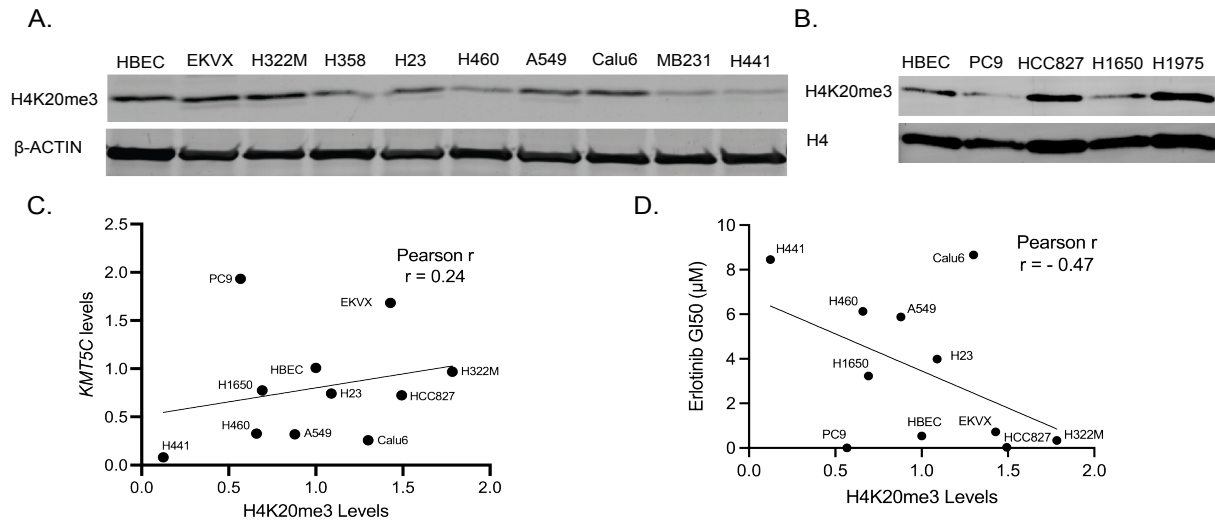 A.
HBEC EKVX H322M H358 H23 H460 A549 Calu6 MB231 H441
H4K20me3
β-ACTIN
B.
HBEC PC9 HCC827 H1650 H1975
H4K20me3
H4
C.
2.5
2.0
1.5
1.0
0.5
0.0
KMT5C levels
Pearson r
r = 0.24
PC9
EKVX
HBEC
H322M
H1650
H23
HCC827
H460
A549
Calu6
H441
0.0 0.5 1.0 1.5 2.0
H4K20me3 Levels
D.
10
8
6
4
2
0
Erlotinib GI50 (μM)
Pearson r
r = - 0.47
H441
Calu6
H460
A549
H23
H1650
PC9
HBEC
EKVX
HCC827
H322M
0.0 0.5 1.0 1.5 2.0
H4K20me3 Levels